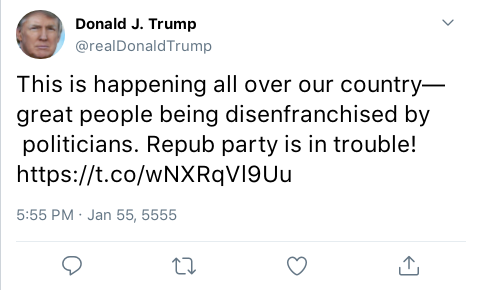 Donald J. Trump
@realDonaldTrump
This is happening all over our country—
great people being disenfranchised by
politicians. Repub party is in trouble!
https://t.co/wNXRqVl9Uu
5:55 PM · Jan 55, 5555